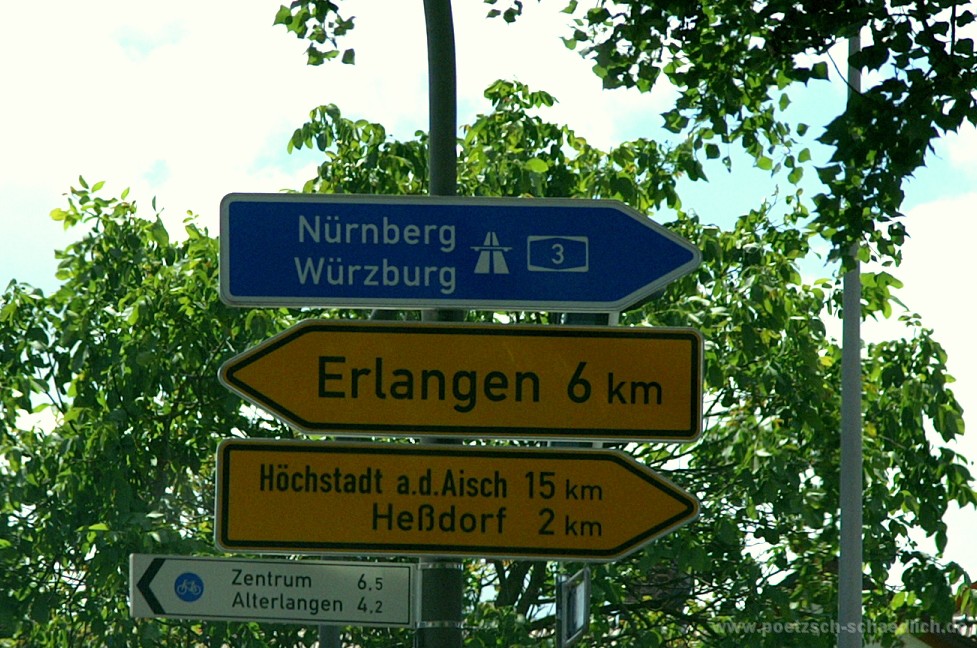 Nürnberg
Würzburg 3
Erlangen 6 km
Höchstadt a.d.Aisch 15 km
Heßdorf 2 km
Zentrum 6,5
Alterlangen 4,2
www.poetzsch-schaedlich.de